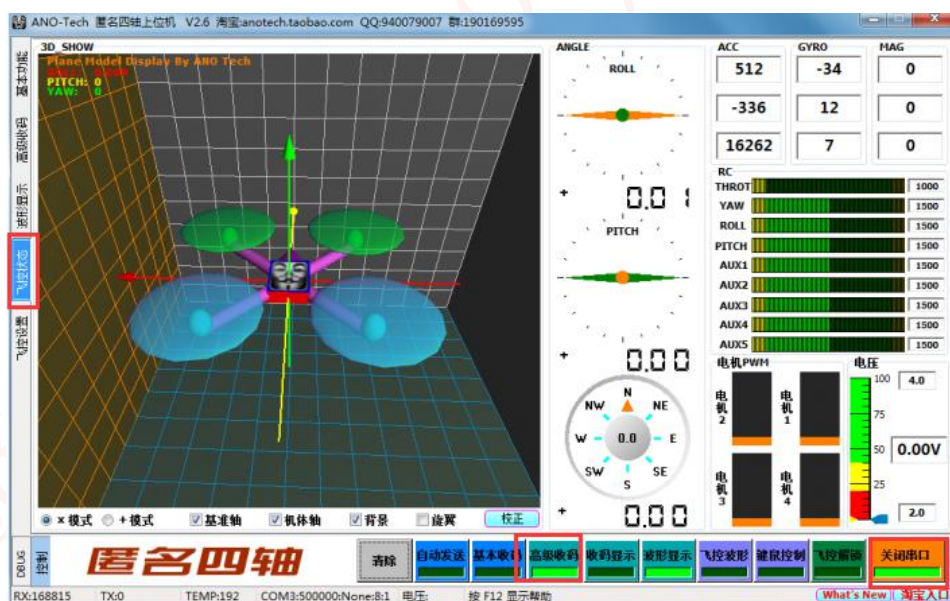 ANO-Tech 匿名四轴上位机 V2.6 淘宝:anotech.taobao.com QQ:940079007 群:190169595
基本功能
高级收码
波形显示
飞控状态
飞控设置
3D_SHOW
Plane Model Display By ANO Tech
PITCH: 0
YAW: 0
ANGLE
ROLL
+ 0.01
PITCH
+ 0.00
N
NE
E
SE
S
SW
W
NW
0.0
+ 0.00
ACC GYRO MAG
512 -34 0
-336 12 0
16262 7 0
RC
THROT 1000
YAW 1500
ROLL 1500
PITCH 1500
AUX1 1500
AUX2 1500
AUX3 1500
AUX4 1500
AUX5 1500
电机PWM
电机2
电机1
电机3
电机4
电压
100
75
50
25
4.0
0.00V
2.0
×模式 +模式 基准轴 机体轴 背景 旋翼 校正
DEBUG
控制
匿名四轴
清除 自动发送 基本收码 高级收码 收码显示 波形显示 飞控波形 键鼠控制 飞控解锁 关闭串口
RX:168815 TX:0 TEMP:192 COM3:500000:None:8:1 电压: 按 F12 显示帮助 What's New 淘宝入口